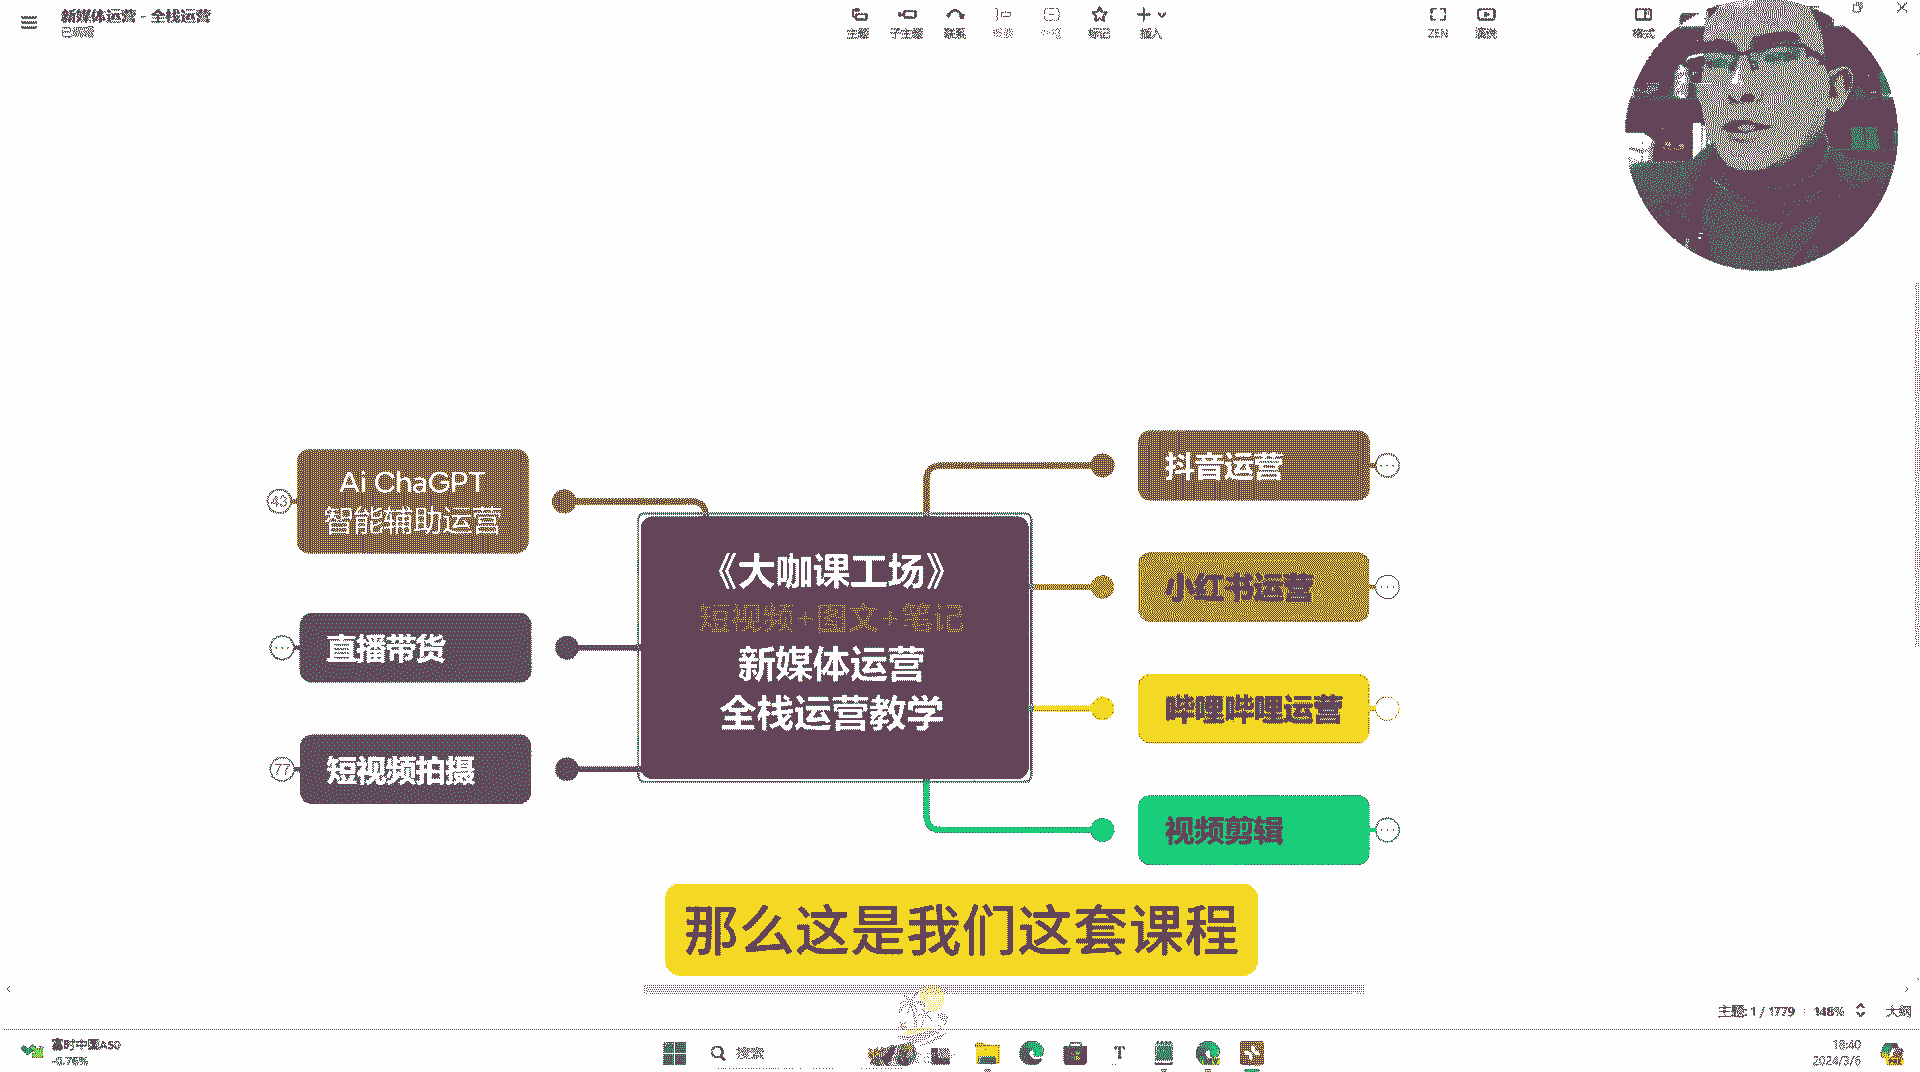 新媒体运营 - 全栈运营
已编辑
主题
子主题
联系
标记
插入
ZEN
演说
格式
43
Ai ChaGPT
智能辅助运营
直播带货
77
短视频拍摄
《大咖课工场》
短视频+图文+笔记
新媒体运营
全栈运营教学
抖音运营
小红书运营
哔哩哔哩运营
视频剪辑
那么这是我们这套课程
主题: 1 / 1779
148%
大纲
富时中国A50
-0.76%
搜索
18:40
2024/3/6